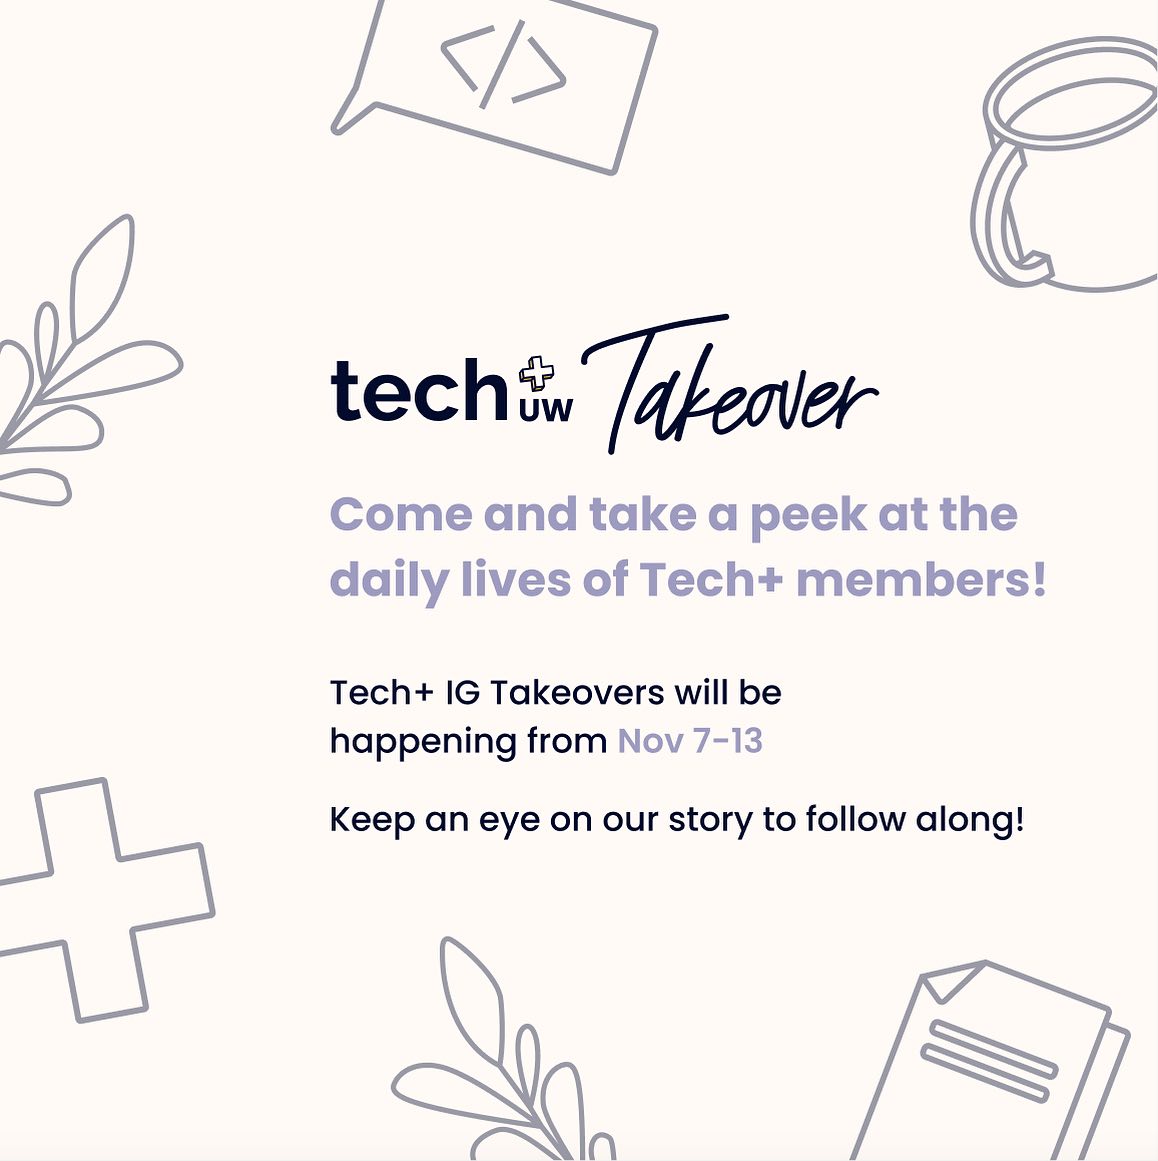 </>
tech+ UW Takeover
Come and take a peek at the
daily lives of Tech+ members!
Tech+ IG Takeovers will be
happening from Nov 7-13
Keep an eye on our story to follow along!